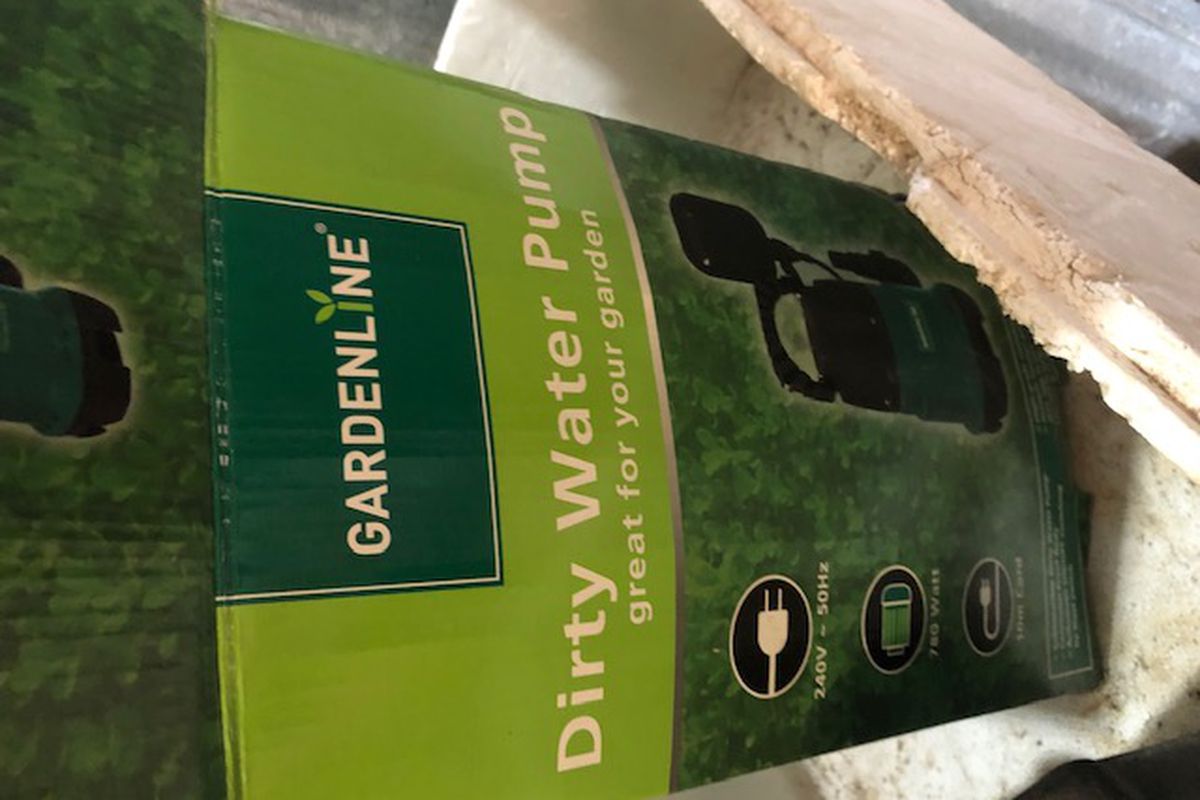 GARDENLINE®
Dirty Water Pump
great for your garden
240V ~ 50Hz
780 Watt
10m Cord